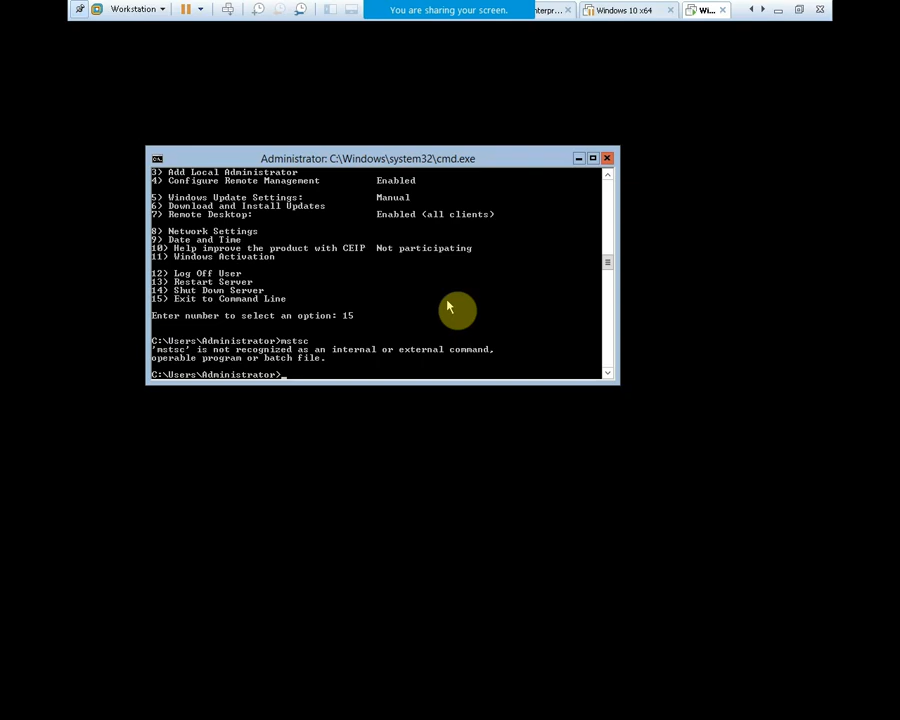 Workstation
You are sharing your screen.
terpr...
Windows 10 x64
Wi...
Administrator: C:\Windows\system32\cmd.exe
3) Add Local Administrator
4) Configure Remote Management Enabled
5) Windows Update Settings: Manual
6) Download and Install Updates
7) Remote Desktop: Enabled (all clients)
8) Network Settings
9) Date and Time
10) Help improve the product with CEIP Not participating
11) Windows Activation
12) Log Off User
13) Restart Server
14) Shut Down Server
15) Exit to Command Line
Enter number to select an option: 15
C:\Users\Administrator>mstsc
'mstsc' is not recognized as an internal or external command,
operable program or batch file.
C:\Users\Administrator>_